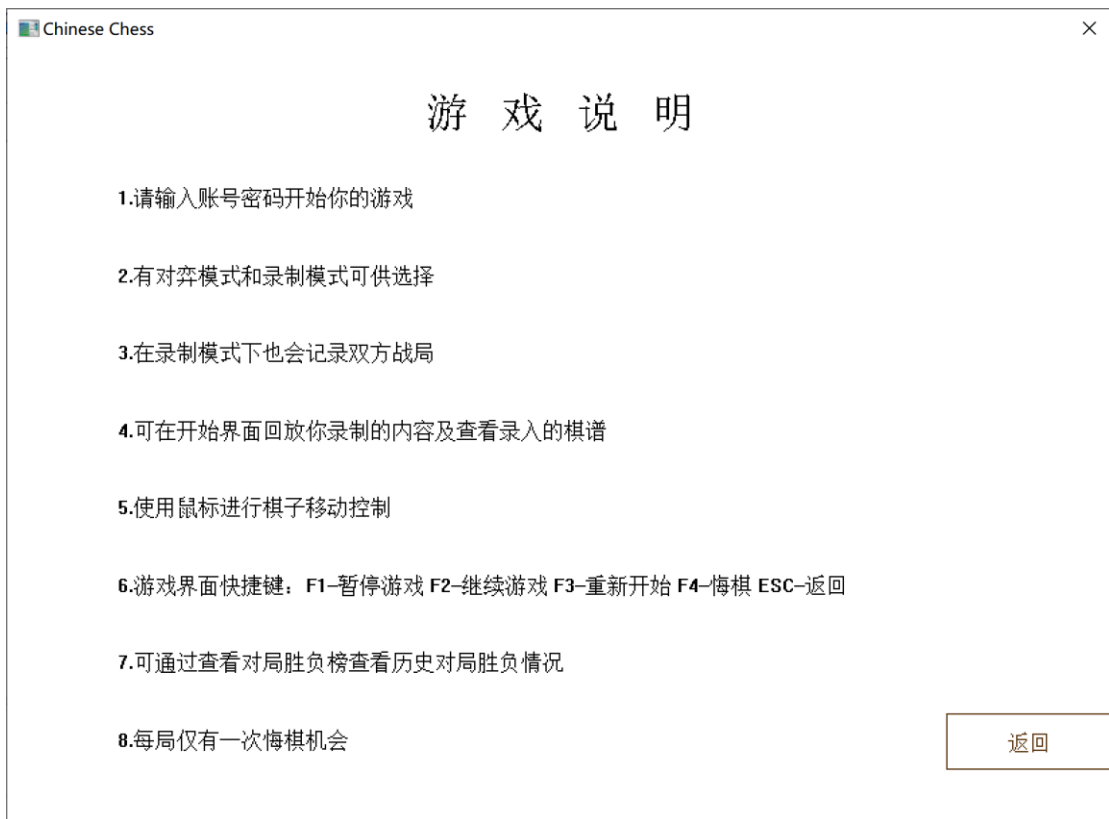 Chinese Chess
游 戏 说 明
1.请输入账号密码开始你的游戏
2.有对弈模式和录制模式可供选择
3.在录制模式下也会记录双方战局
4.可在开始界面回放你录制的内容及查看录入的棋谱
5.使用鼠标进行棋子移动控制
6.游戏界面快捷键：F1-暂停游戏 F2-继续游戏 F3-重新开始 F4-悔棋 ESC-返回
7.可通过查看对局胜负榜查看历史对局胜负情况
8.每局仅有一次悔棋机会
返回